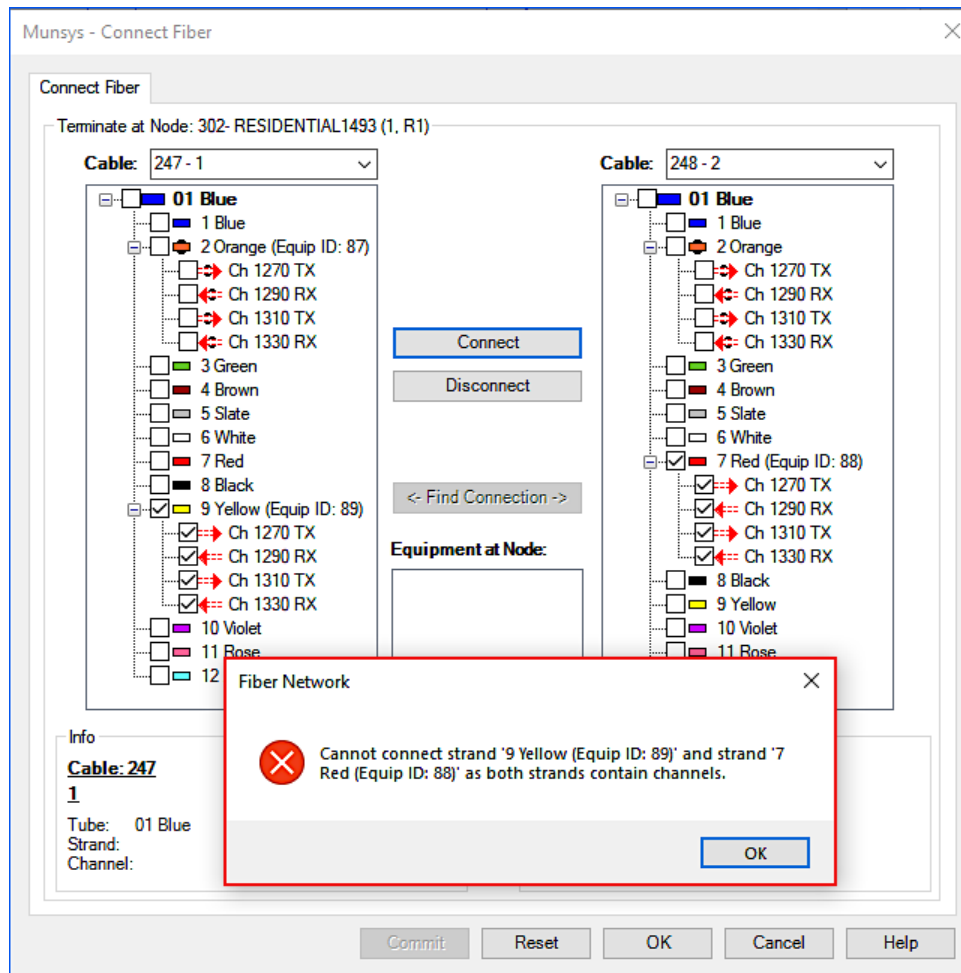 Munsys - Connect Fiber
Connect Fiber
Terminate at Node: 302- RESIDENTIAL1493 (1, R1)
Cable: 247 - 1
01 Blue
1 Blue
2 Orange (Equip ID: 87)
Ch 1270 TX
Ch 1290 RX
Ch 1310 TX
Ch 1330 RX
3 Green
4 Brown
5 Slate
6 White
7 Red
8 Black
9 Yellow (Equip ID: 89)
Ch 1270 TX
Ch 1290 RX
Ch 1310 TX
Ch 1330 RX
10 Violet
11 Rose
12
Connect
Disconnect
<- Find Connection ->
Equipment at Node:
Cable: 248 - 2
01 Blue
1 Blue
2 Orange
Ch 1270 TX
Ch 1290 RX
Ch 1310 TX
Ch 1330 RX
3 Green
4 Brown
5 Slate
6 White
7 Red (Equip ID: 88)
Ch 1270 TX
Ch 1290 RX
Ch 1310 TX
Ch 1330 RX
8 Black
9 Yellow
10 Violet
11 Rose
Fiber Network
Cannot connect strand '9 Yellow (Equip ID: 89)' and strand '7
Red (Equip ID: 88)' as both strands contain channels.
OK
Info
Cable: 247
1
Tube: 01 Blue
Strand:
Channel:
Commit
Reset
OK
Cancel
Help